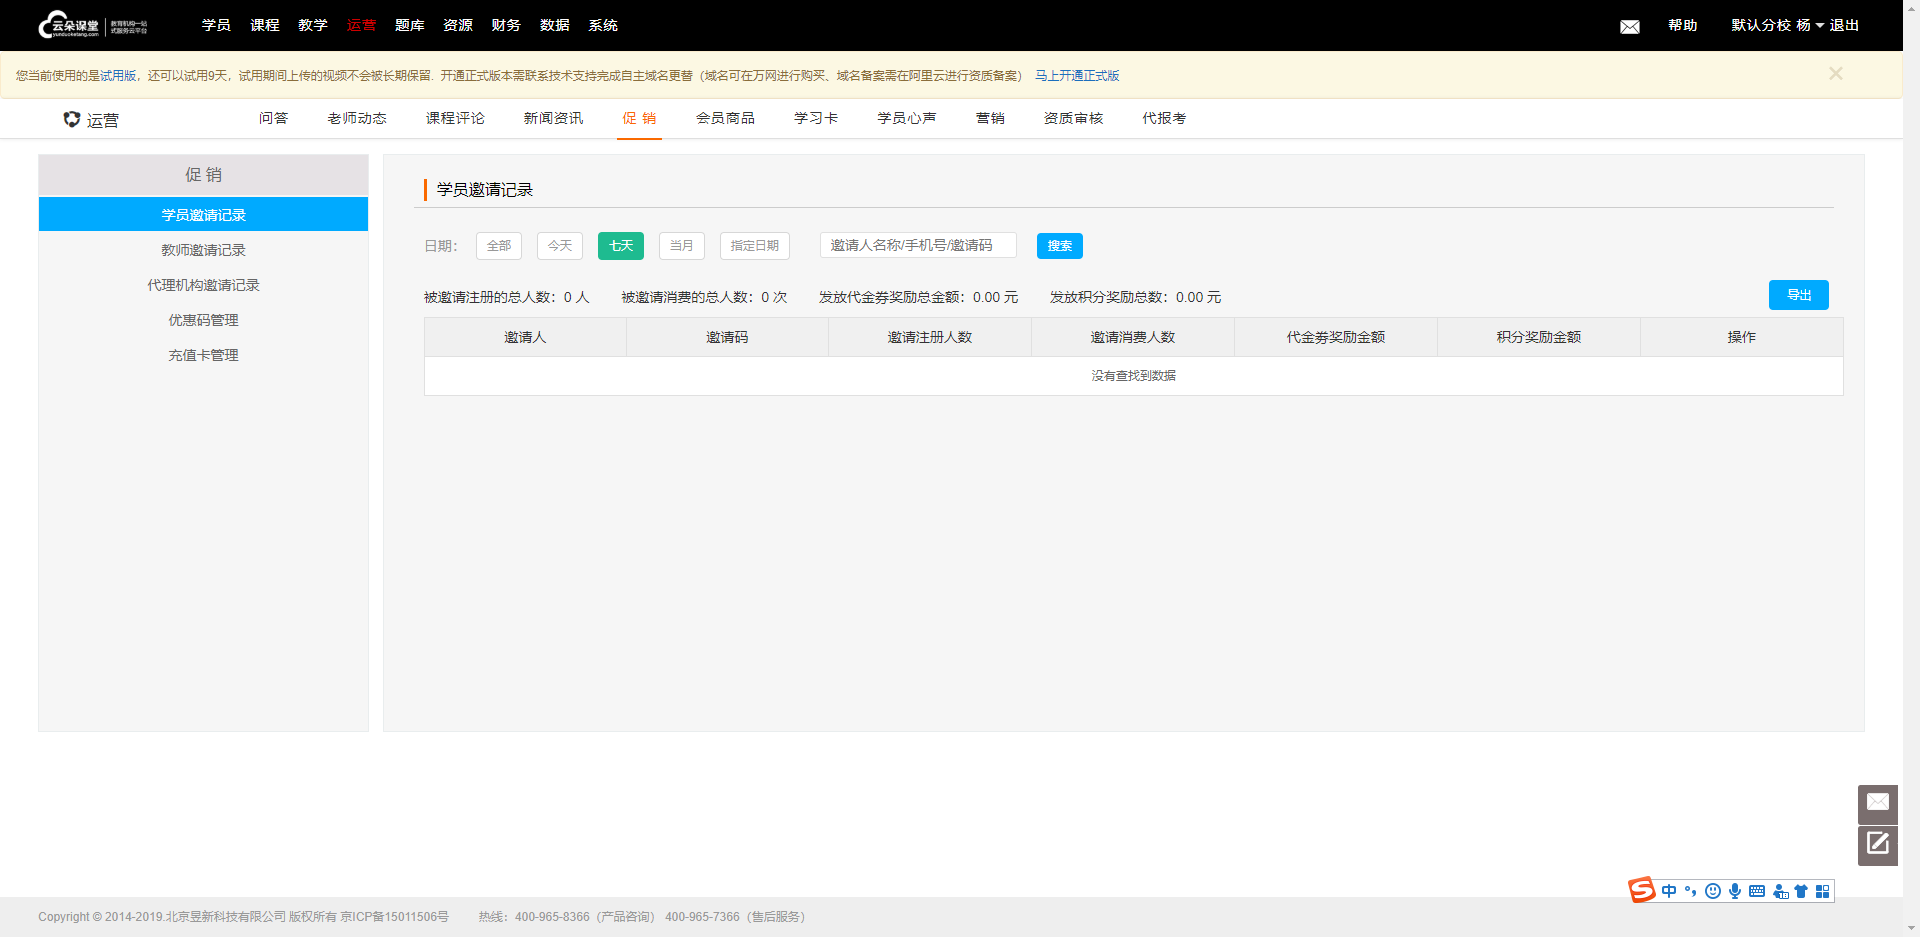 云朵课堂 yunduoketang.com 教育机构一站式服务云平台
学员 课程 教学 运营 题库 资源 财务 数据 系统 帮助 默认分校 杨 退出
您当前使用的是试用版，还可以试用9天，试用期间上传的视频不会被长期保留. 开通正式版本需联系技术支持完成自主域名更替（域名可在万网进行购买、域名备案需在阿里云进行资质备案） 马上开通正式版
运营 问答 老师动态 课程评论 新闻资讯 促 销 会员商品 学习卡 学员心声 营销 资质审核 代报考
促 销
学员邀请记录
教师邀请记录
代理机构邀请记录
优惠码管理
充值卡管理
学员邀请记录
日期： 全部 今天 七天 当月 指定日期 邀请人名称/手机号/邀请码 搜索
被邀请注册的总人数：0 人 被邀请消费的总人数：0 次 发放代金券奖励总金额：0.00 元 发放积分奖励总数：0.00 元 导出
邀请人 邀请码 邀请注册人数 邀请消费人数 代金劵奖励金额 积分奖励金额 操作
没有查找到数据
中
Copyright © 2014-2019.北京昱新科技有限公司 版权所有 京ICP备15011506号 热线：400-965-8366（产品咨询） 400-965-7366（售后服务）